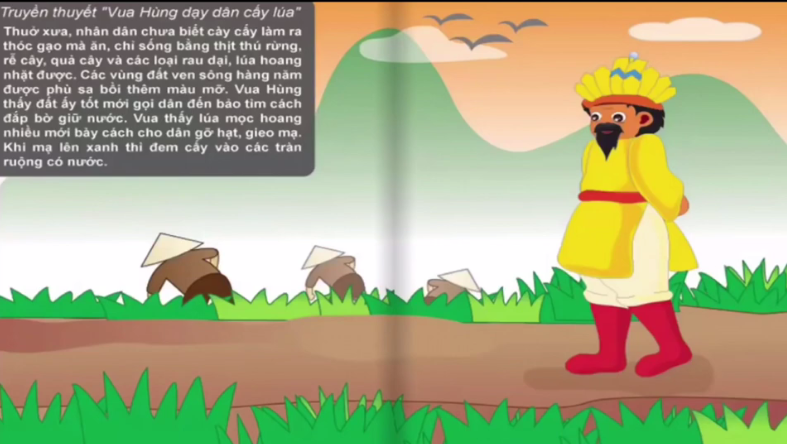 Truyền thuyết "Vua Hùng dạy dân cấy lúa"
Thuở xưa, nhân dân chưa biết cày cấy làm ra
thóc gạo mà ăn, chỉ sống bằng thịt thú rừng,
rễ cây, quả cây và các loại rau dại, lúa hoang
nhặt được. Các vùng đất ven sông hàng năm
được phù sa bồi thêm màu mỡ. Vua Hùng
thấy đất ấy tốt mới gọi dân đến bảo tìm cách
đắp bờ giữ nước. Vua thấy lúa mọc hoang
nhiều mới bày cách cho dân gỡ hạt, gieo mạ.
Khi mạ lên xanh thì đem cấy vào các tràn
ruộng có nước.